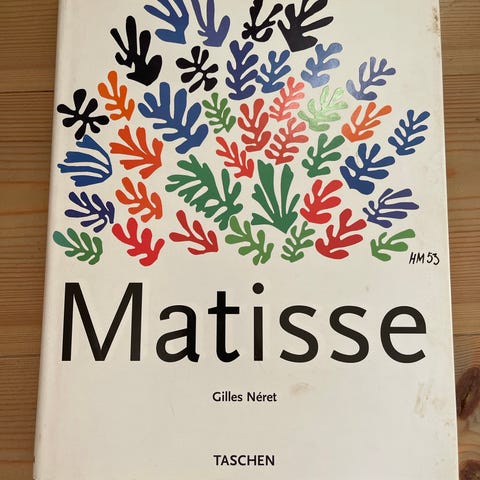 HM 53
Matisse
Gilles Néret
TASCHEN